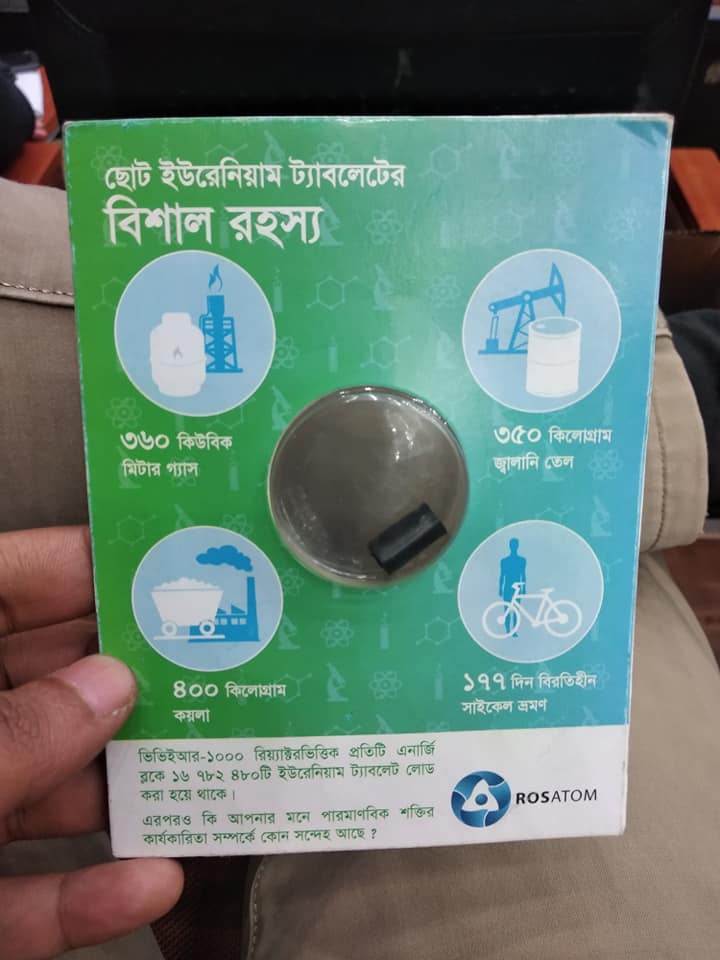 ছোট ইউরেনিয়াম ট্যাবলেটের
বিশাল রহস্য
৩৬০ কিউবিক
মিটার গ্যাস
৩৫০ কিলোগ্রাম
জ্বালানি তেল
৪০০ কিলোগ্রাম
কয়লা
১৭৭ দিন বিরতিহীন
সাইকেল ভ্রমণ
ভিভিইআর-১০০০ রিয়্যাক্টরভিত্তিক প্রতিটি এনার্জি
ব্লকে ১৬ ৭৮২ ৪৮০টি ইউরেনিয়াম ট্যাবলেট লোড
করা হয়ে থাকে।
এরপরও কি আপনার মনে পারমাণবিক শক্তির
কার্যকারিতা সম্পর্কে কোন সন্দেহ আছে ?
ROSATOM